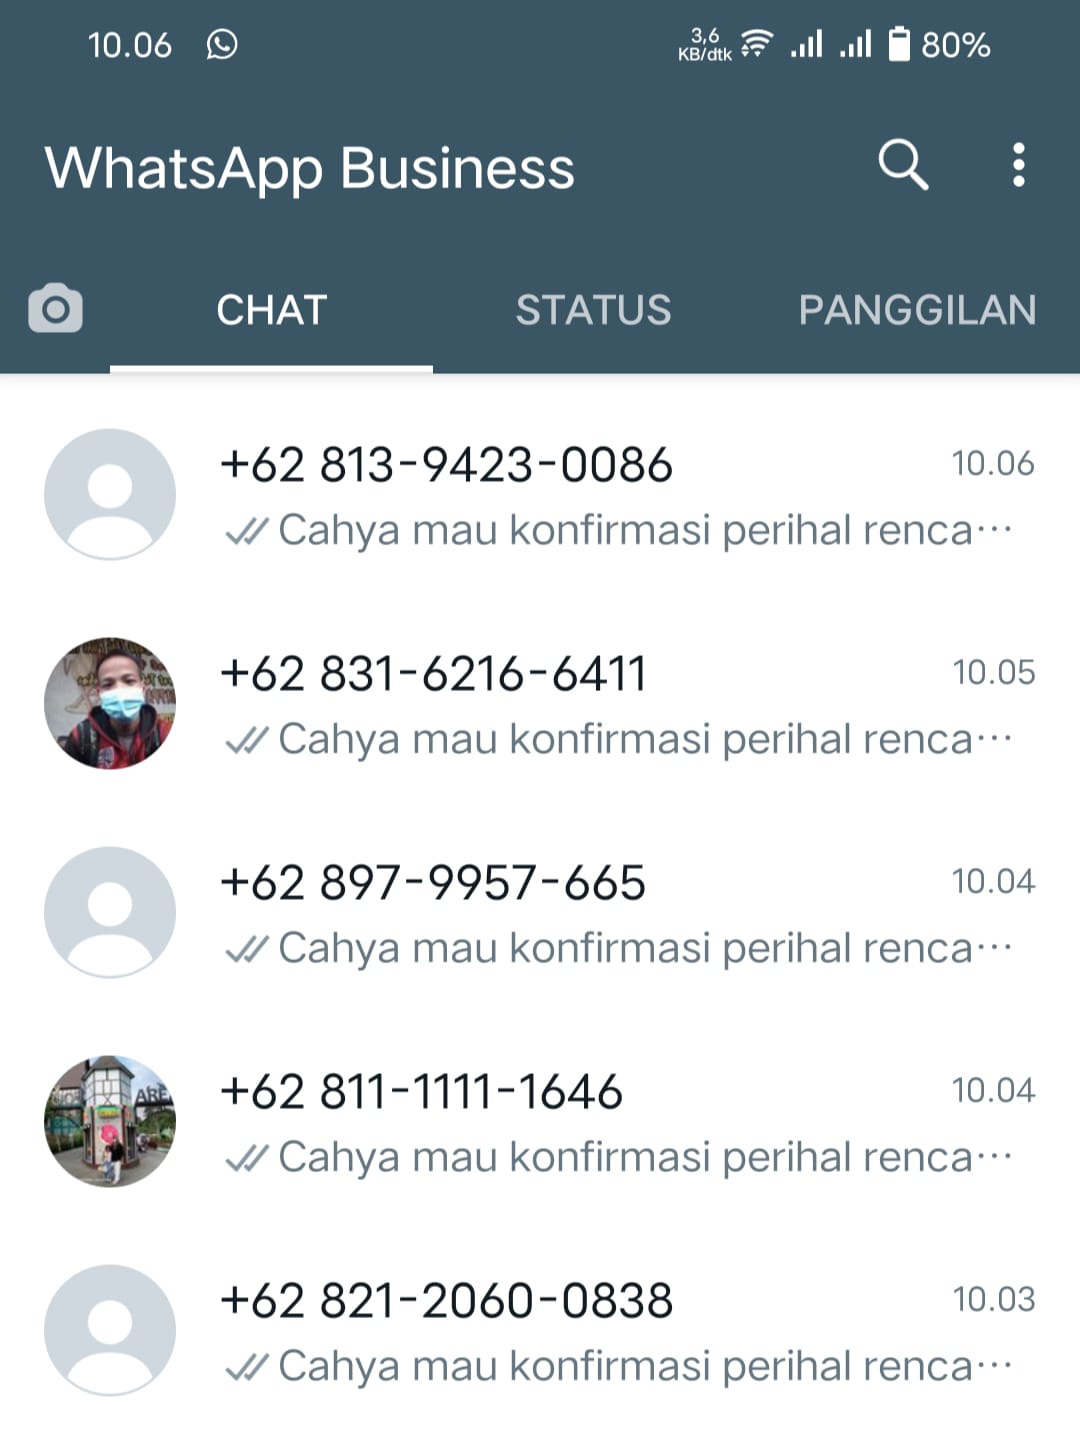 10.06 3,6 KB/dtk 80%
WhatsApp Business
CHAT STATUS PANGGILAN
+62 813-9423-0086 10.06
Cahya mau konfirmasi perihal renca...
+62 831-6216-6411 10.05
Cahya mau konfirmasi perihal renca...
+62 897-9957-665 10.04
Cahya mau konfirmasi perihal renca...
ARE
+62 811-1111-1646 10.04
Cahya mau konfirmasi perihal renca...
+62 821-2060-0838 10.03
Cahya mau konfirmasi perihal renca...